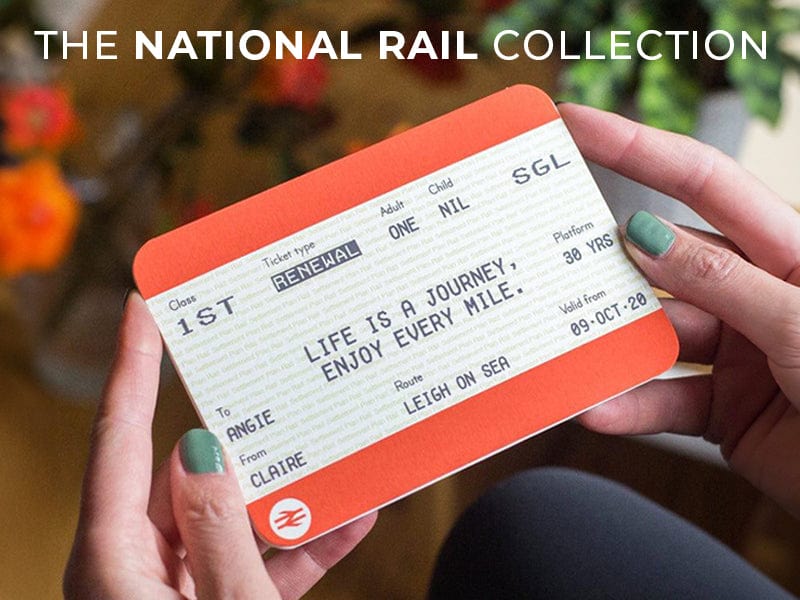 THE NATIONAL RAIL COLLECTION
Class
1ST
Ticket type
RENEWAL
Adult
ONE
Child
NIL
SGL
LIFE IS A JOURNEY,
ENJOY EVERY MILE.
Platform
30 YRS
Valid from
09·OCT·20
To
ANGIE
Route
LEIGH ON SEA
From
CLAIRE